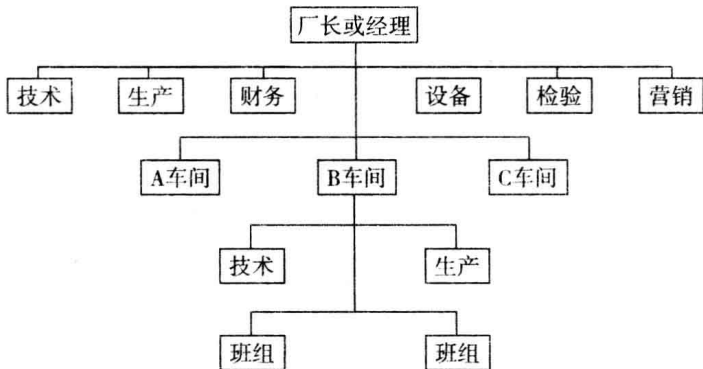 厂长或经理
技术 生产 财务 设备 检验 营销
A车间 B车间 C车间
技术 生产
班组 班组